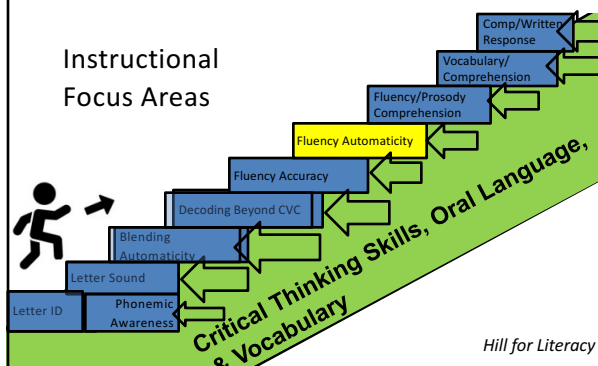 Instructional
Focus Areas
Comp/Written
Response
Vocabulary/
Comprehension
Fluency/Prosody
Comprehension
Fluency Automaticity
Fluency Accuracy
Decoding Beyond CVC
Blending
Automaticity
Letter Sound
Letter ID
Phonemic
Awareness
Critical Thinking Skills, Oral Language,
& Vocabulary
Hill for Literacy